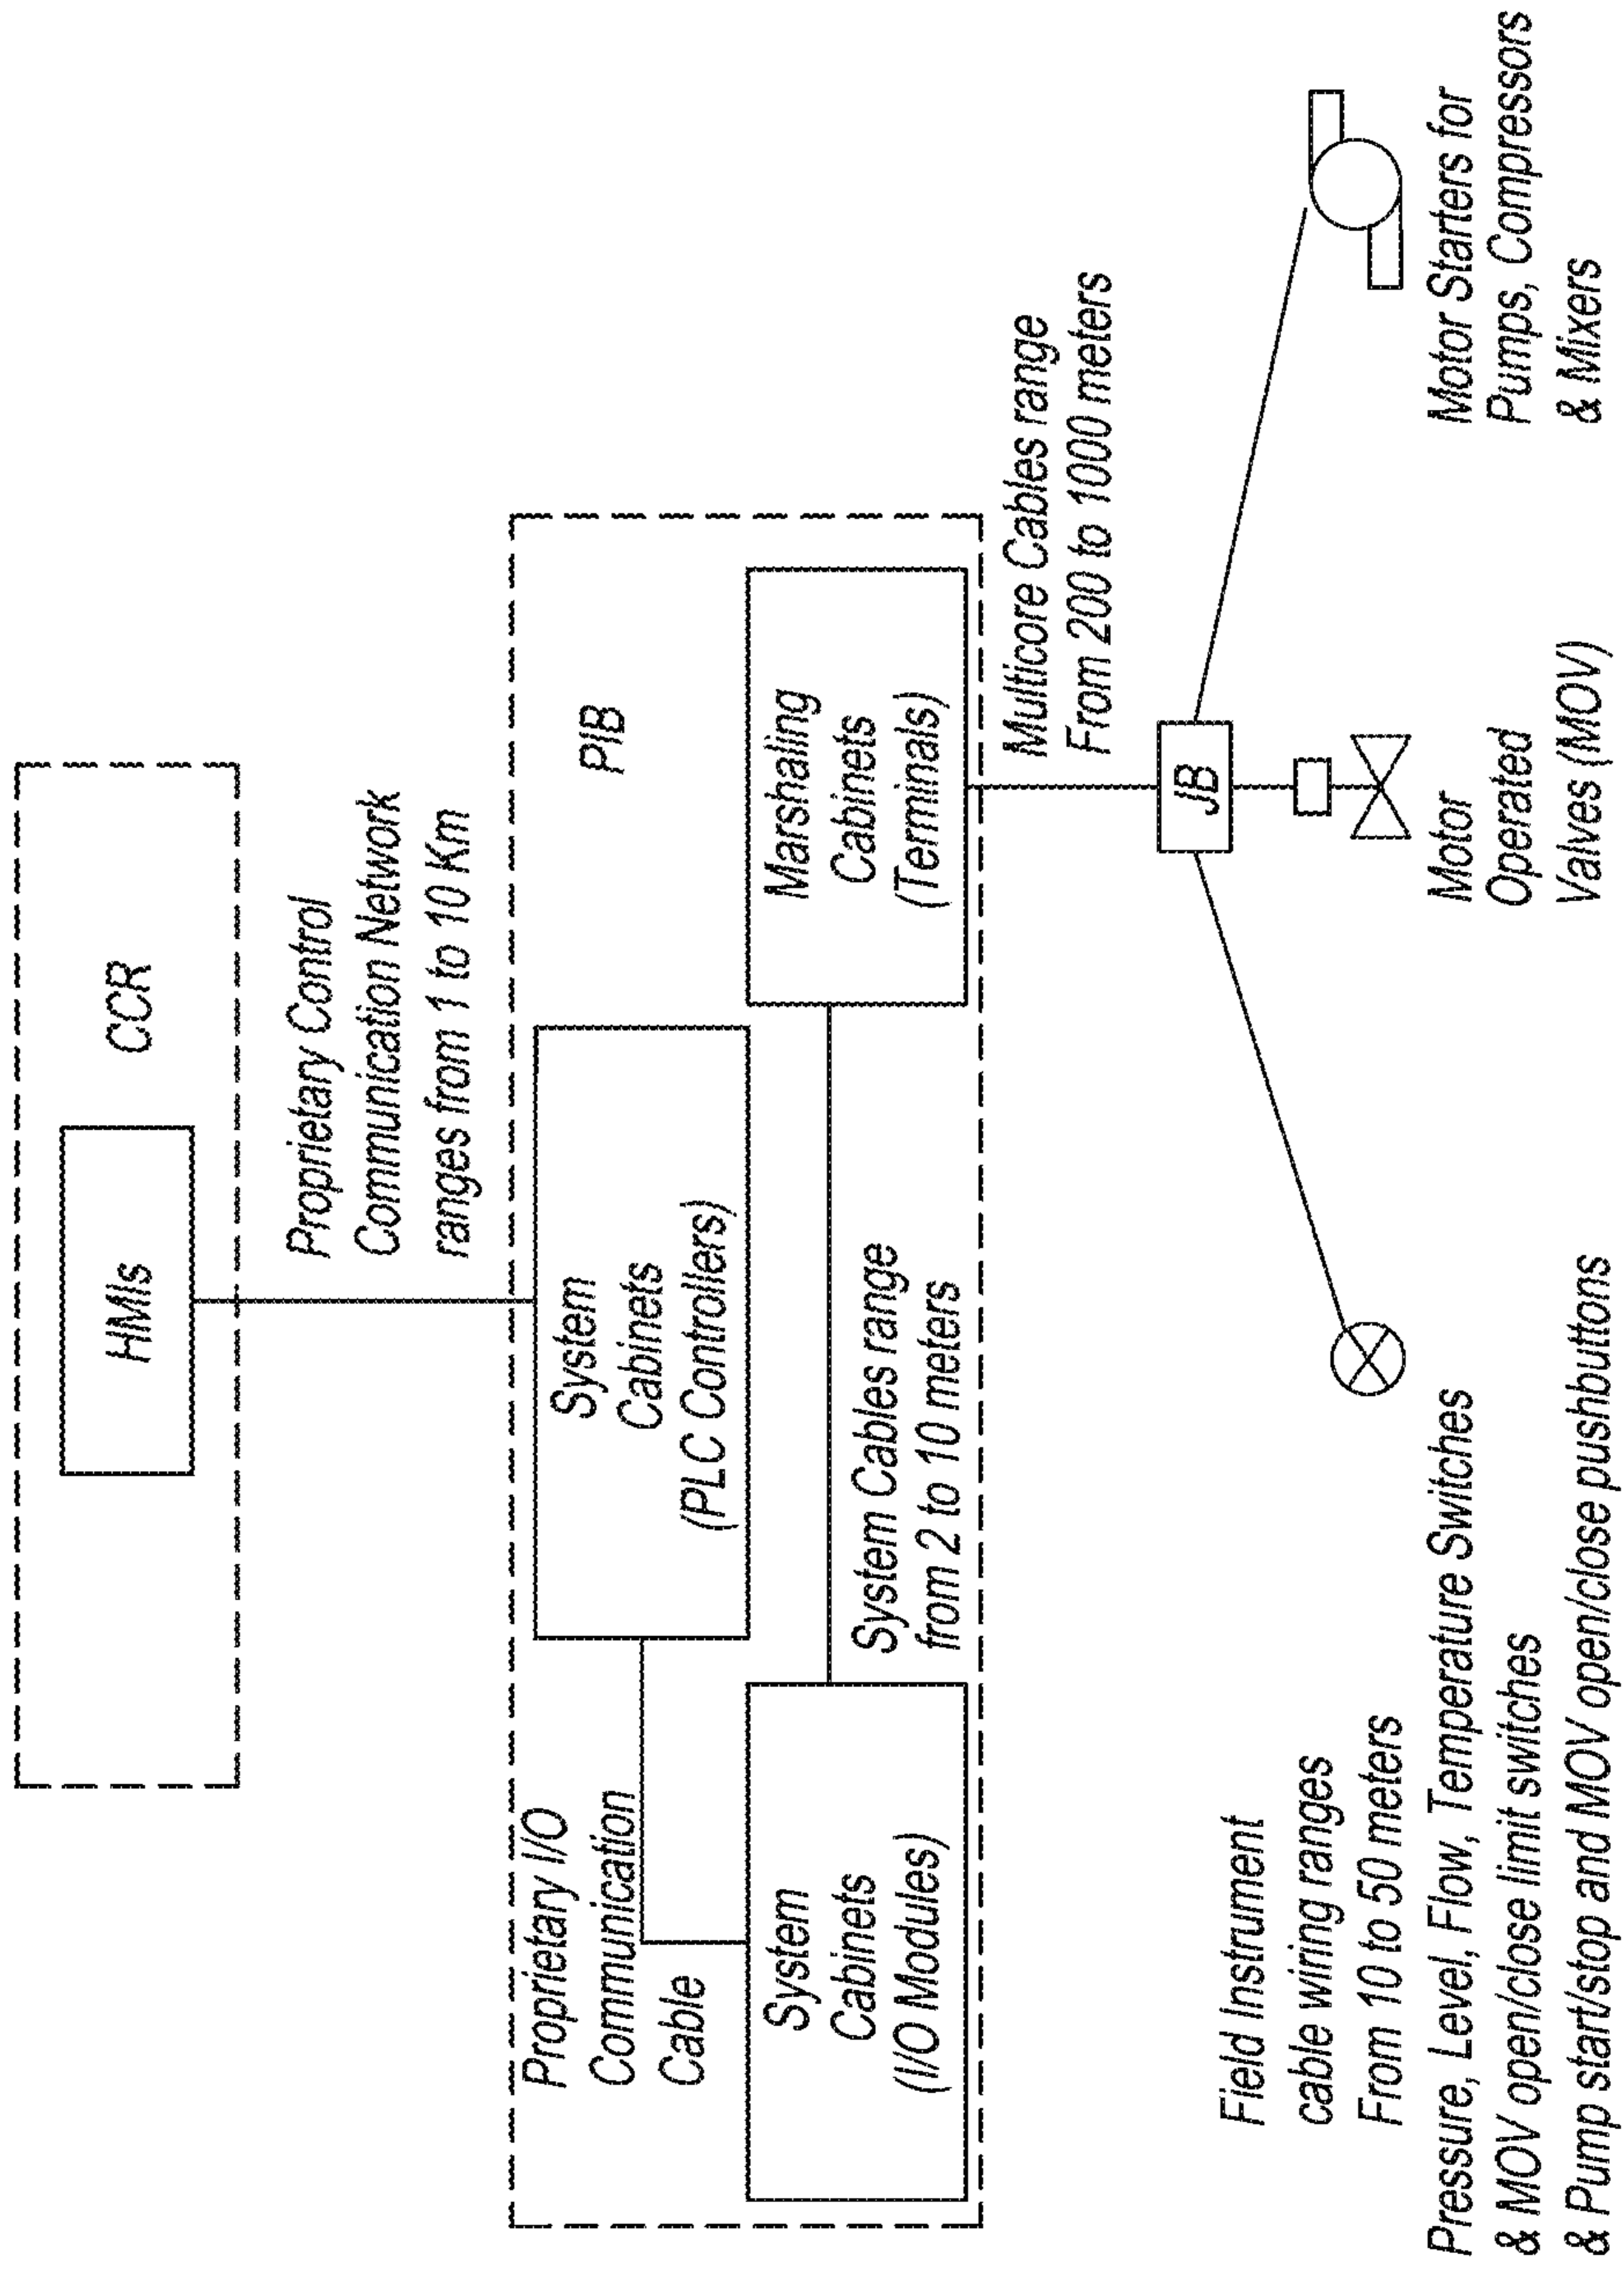 HMIs
CCR
Proprietary Control
Communication Network
ranges from 1 to 10 Km
Proprietary I/O
Communication
Cable
System
Cabinets
(PLC Controllers)
PIB
System
Cabinets
(I/O Modules)
System Cables range
from 2 to 10 meters
Marshaling
Cabinets
(Terminals)
Multicore Cables range
From 200 to 1000 meters
JB
Field Instrument
cable wiring ranges
From 10 to 50 meters
Pressure, Level, Flow, Temperature Switches
& MOV open/close limit switches
& Pump start/stop and MOV open/close pushbuttons
Motor
Operated
Valves (MOV)
Motor Starters for
Pumps, Compressors
& Mixers